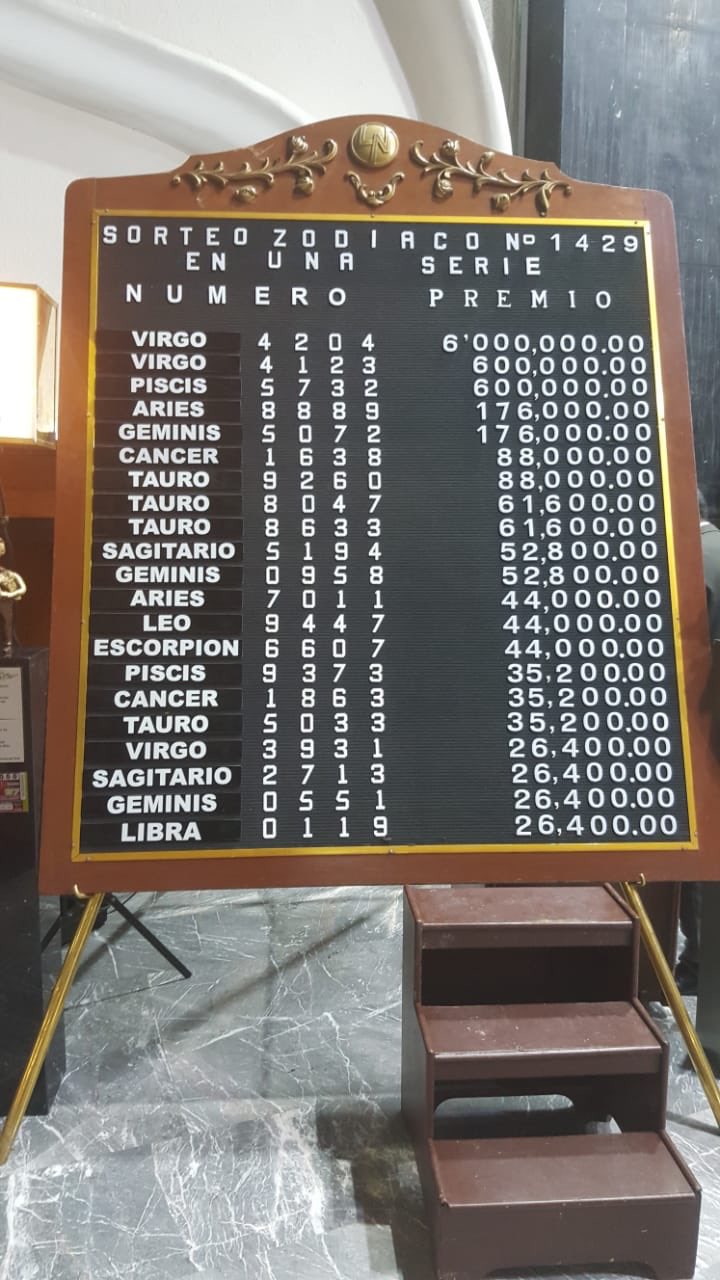 LN
SORTEO ZODIACO Nº 1429
EN UNA SERIE
NUMERO PREMIO
VIRGO 4204 6'000,000.00
VIRGO 4123 600,000.00
PISCIS 5732 600,000.00
ARIES 8889 176,000.00
GEMINIS 5072 176,000.00
CANCER 1638 88,000.00
TAURO 9260 88,000.00
TAURO 8047 61,600.00
TAURO 8633 61,600.00
SAGITARIO 5194 52,800.00
GEMINIS 0958 52,800.00
ARIES 7011 44,000.00
LEO 9447 44,000.00
ESCORPION 6607 44,000.00
PISCIS 9373 35,200.00
CANCER 1863 35,200.00
TAURO 5033 35,200.00
VIRGO 3931 26,400.00
SAGITARIO 2713 26,400.00
GEMINIS 0551 26,400.00
LIBRA 0119 26,400.00